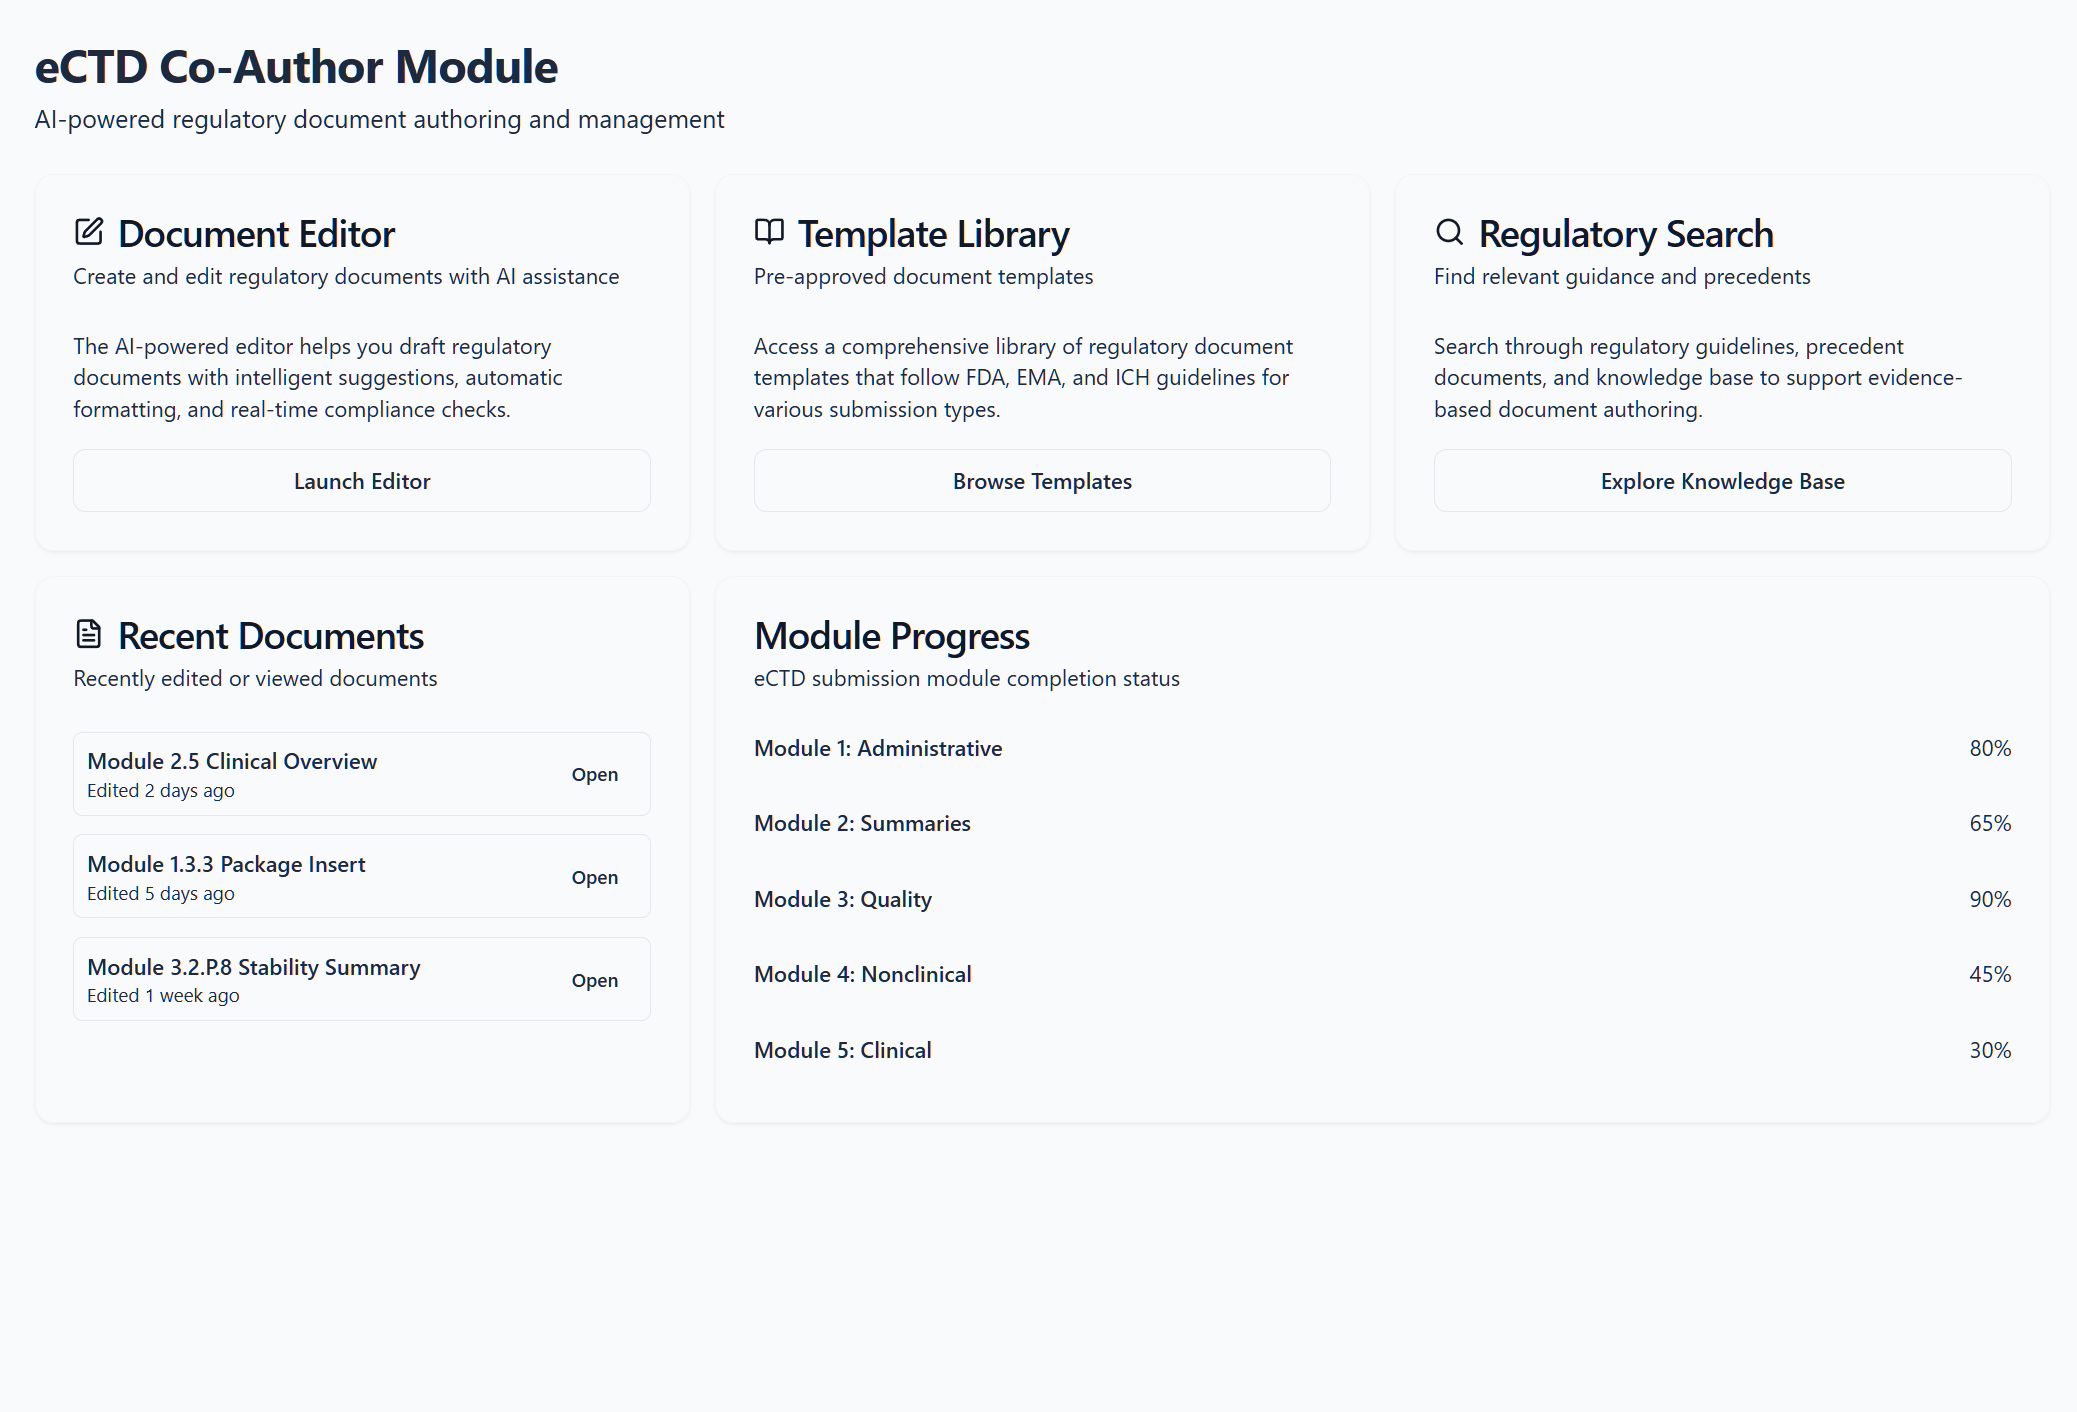 eCTD Co-Author Module
AI-powered regulatory document authoring and management
Document Editor
Create and edit regulatory documents with AI assistance
The AI-powered editor helps you draft regulatory
documents with intelligent suggestions, automatic
formatting, and real-time compliance checks.
Launch Editor
Template Library
Pre-approved document templates
Access a comprehensive library of regulatory document
templates that follow FDA, EMA, and ICH guidelines for
various submission types.
Browse Templates
Regulatory Search
Find relevant guidance and precedents
Search through regulatory guidelines, precedent
documents, and knowledge base to support evidence-
based document authoring.
Explore Knowledge Base
Recent Documents
Recently edited or viewed documents
Module 2.5 Clinical Overview
Edited 2 days ago
Open
Module 1.3.3 Package Insert
Edited 5 days ago
Open
Module 3.2.P.8 Stability Summary
Edited 1 week ago
Open
Module Progress
eCTD submission module completion status
Module 1: Administrative 80%
Module 2: Summaries 65%
Module 3: Quality 90%
Module 4: Nonclinical 45%
Module 5: Clinical 30%